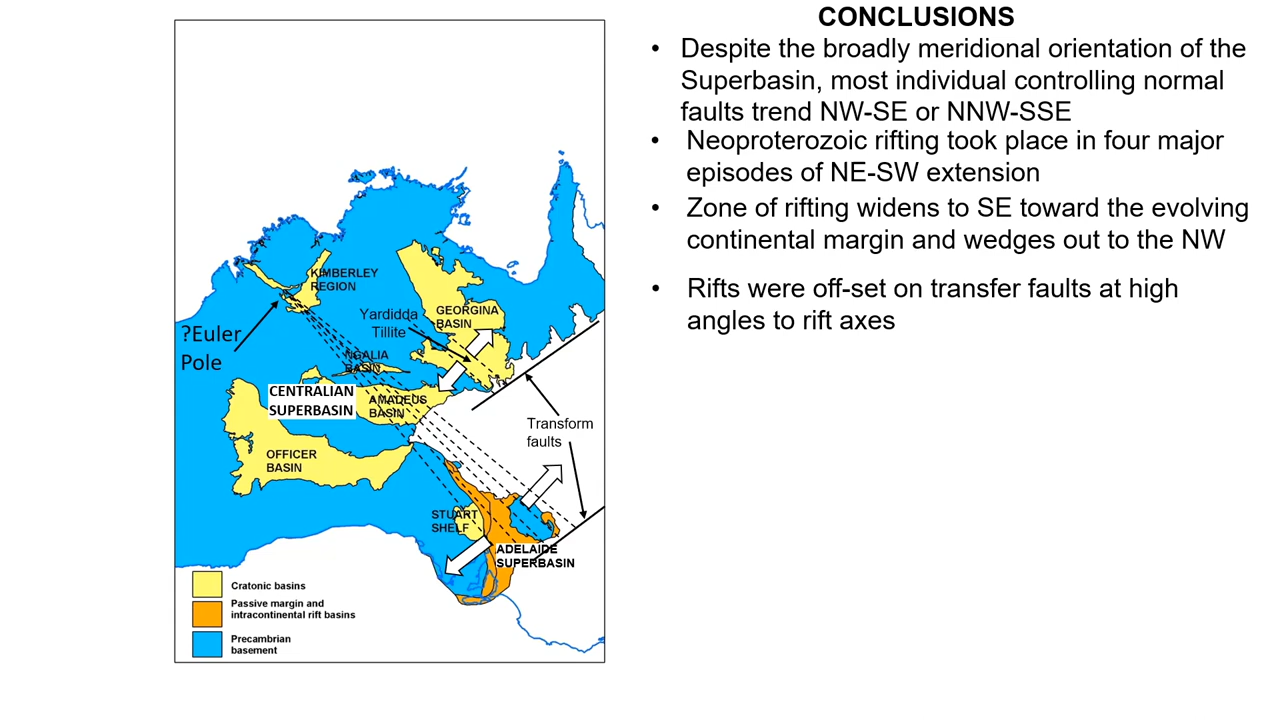 CONCLUSIONS
• Despite the broadly meridional orientation of the
Superbasin, most individual controlling normal
faults trend NW-SE or NNW-SSE
• Neoproterozoic rifting took place in four major
episodes of NE-SW extension
• Zone of rifting widens to SE toward the evolving
continental margin and wedges out to the NW
• Rifts were off-set on transfer faults at high
angles to rift axes
KIMBERLEY
REGION
?Euler
Pole
Yardidda
Tillite
GEORGINA
BASIN
NGALIA
BASIN
CENTRALIAN
SUPERBASIN
AMADEUS
BASIN
Transform
faults
OFFICER
BASIN
STUART
SHELF
ADELAIDE
SUPERBASIN
Cratonic basins
Passive margin and
intracontinental rift basins
Precambrian
basement